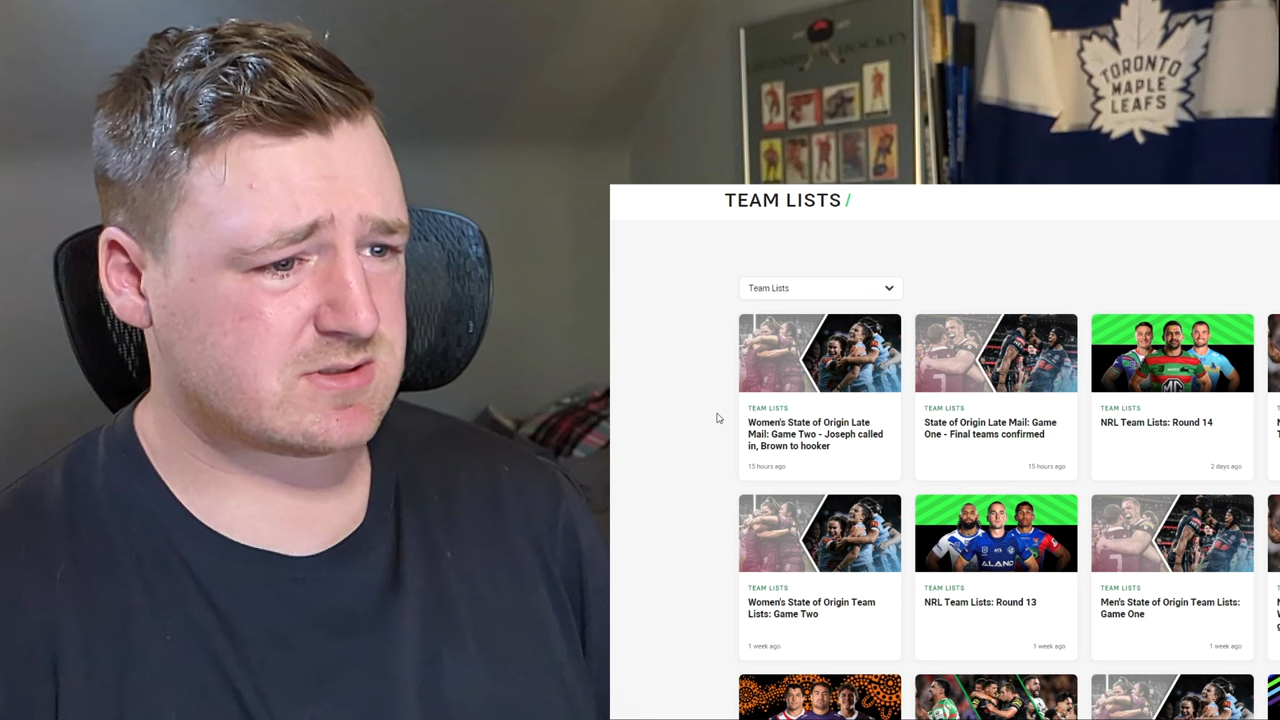 HOCKEY
TORONTO
MAPLE
LEAFS
TEAM LISTS /
Team Lists
TEAM LISTS
Women's State of Origin Late
Mail: Game Two - Joseph called
in, Brown to hooker
15 hours ago
TEAM LISTS
State of Origin Late Mail: Game
One - Final teams confirmed
15 hours ago
TEAM LISTS
NRL Team Lists: Round 14
2 days ago
TEAM LISTS
Women's State of Origin Team
Lists: Game Two
1 week ago
TEAM LISTS
NRL Team Lists: Round 13
1 week ago
TEAM LISTS
Men's State of Origin Team Lists:
Game One
1 week ago